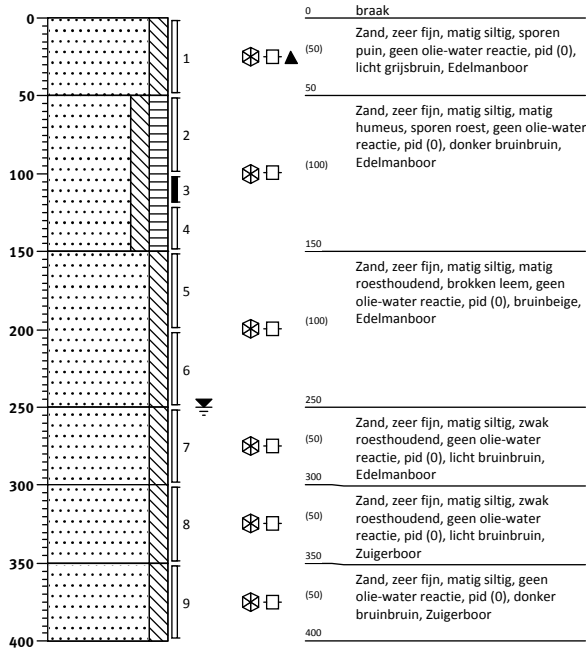 0
50
100
150
200
250
300
350
400
1
2
3
4
5
6
7
8
9
0
braak
(50)
Zand, zeer fijn, matig siltig, sporen
puin, geen olie-water reactie, pid (0),
licht grijsbruin, Edelmanboor
50
(100)
Zand, zeer fijn, matig siltig, matig
humeus, sporen roest, geen olie-water
reactie, pid (0), donker bruinbruin,
Edelmanboor
150
(100)
Zand, zeer fijn, matig siltig, matig
roesthoudend, brokken leem, geen
olie-water reactie, pid (0), bruinbeige,
Edelmanboor
250
(50)
Zand, zeer fijn, matig siltig, zwak
roesthoudend, geen olie-water
reactie, pid (0), licht bruinbruin,
Edelmanboor
300
(50)
Zand, zeer fijn, matig siltig, zwak
roesthoudend, geen olie-water
reactie, pid (0), licht bruinbruin,
Zuigerboor
350
(50)
Zand, zeer fijn, matig siltig, geen
olie-water reactie, pid (0), donker
bruinbruin, Zuigerboor
400